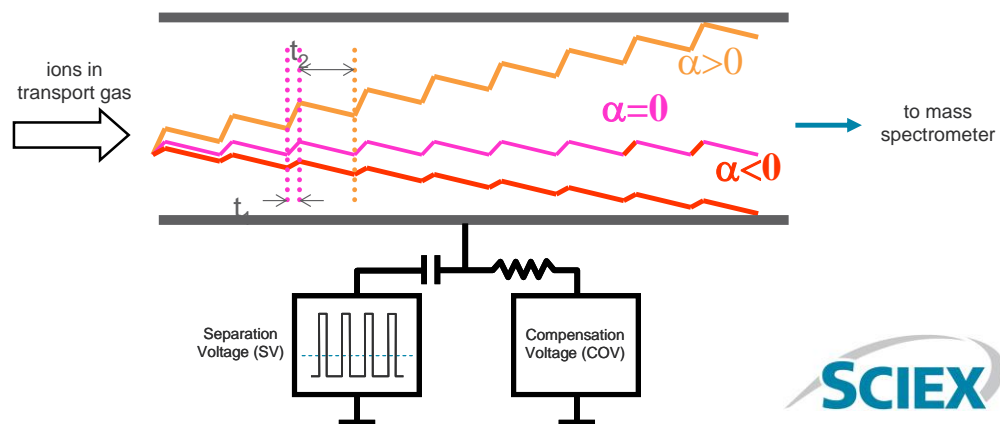 ions in
transport gas
t2
α>0
α=0
α<0
to mass
spectrometer
t1
Separation
Voltage (SV)
Compensation
Voltage (COV)
SCIEX